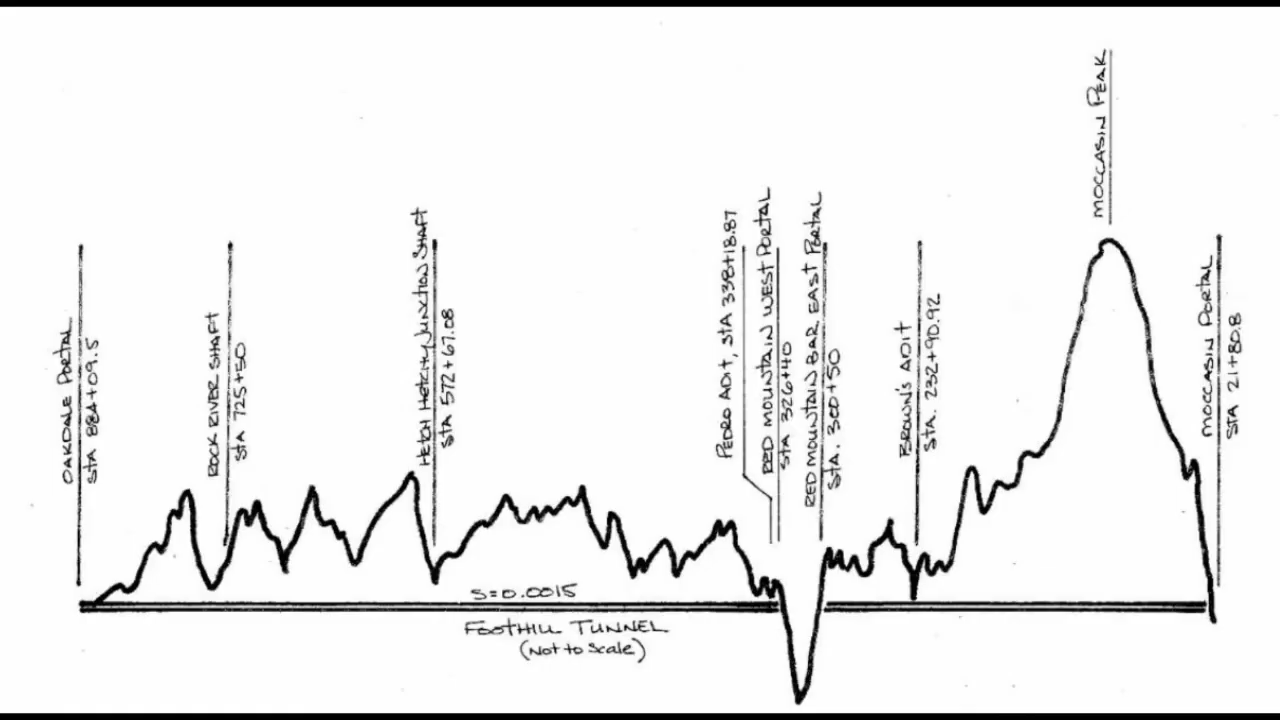 OAKDALE PORTAL
STA 884+09.5
ROCK RIVER SHAFT
STA 725+50
HETCH HETCHY JUNCTION SHAFT
STA 572+67.08
PEDRO ADIT, STA 338+18.87
RED MOUNTAIN WEST PORTAL
STA 326+40
RED MOUNTAIN BAR EAST PORTAL
STA. 300+50
BROWN'S ADIT
STA. 232+90.92
MOCCASIN PEAK
MOCCASIN PORTAL
STA 21+80.8
S=0.0015
FOOTHILL TUNNEL
(NOT to Scale)